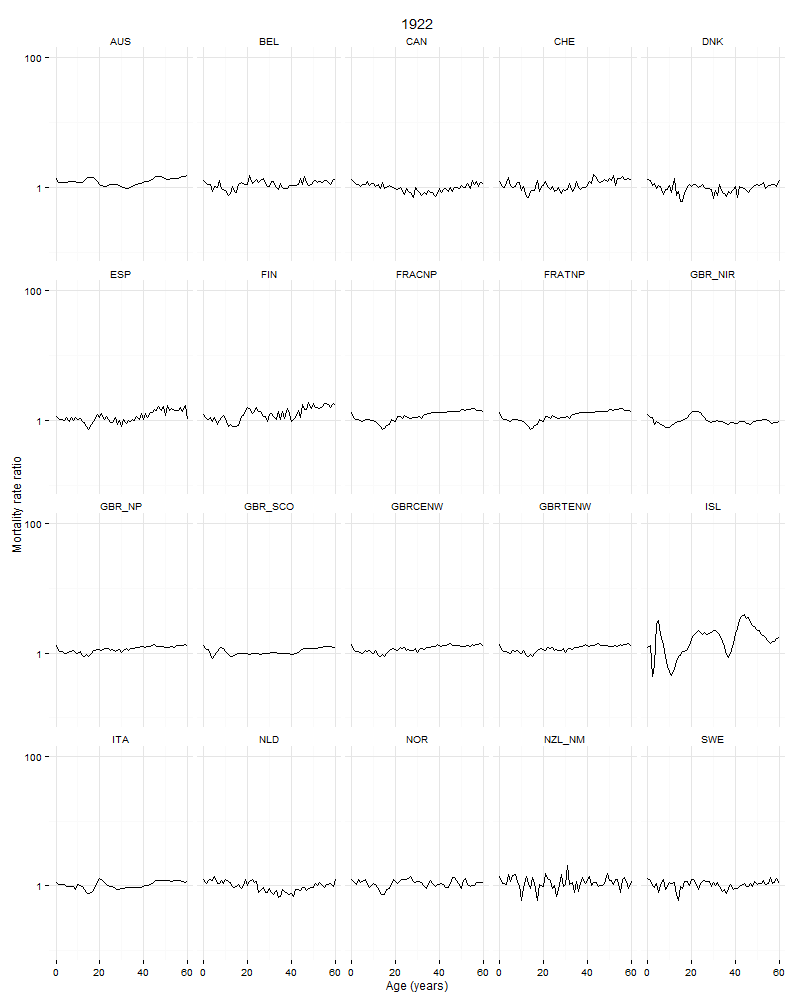 1922
AUS BEL CAN CHE DNK
100
1
ESP FIN FRACNP FRATNP GBR_NIR
100
1
Mortality rate ratio
GBR_NP GBR_SCO GBRCENW GBRTENW ISL
100
1
ITA NLD NOR NZL_NM SWE
100
1
0 20 40 60 0 20 40 60 0 20 40 60 0 20 40 60 0 20 40 60
Age (years)